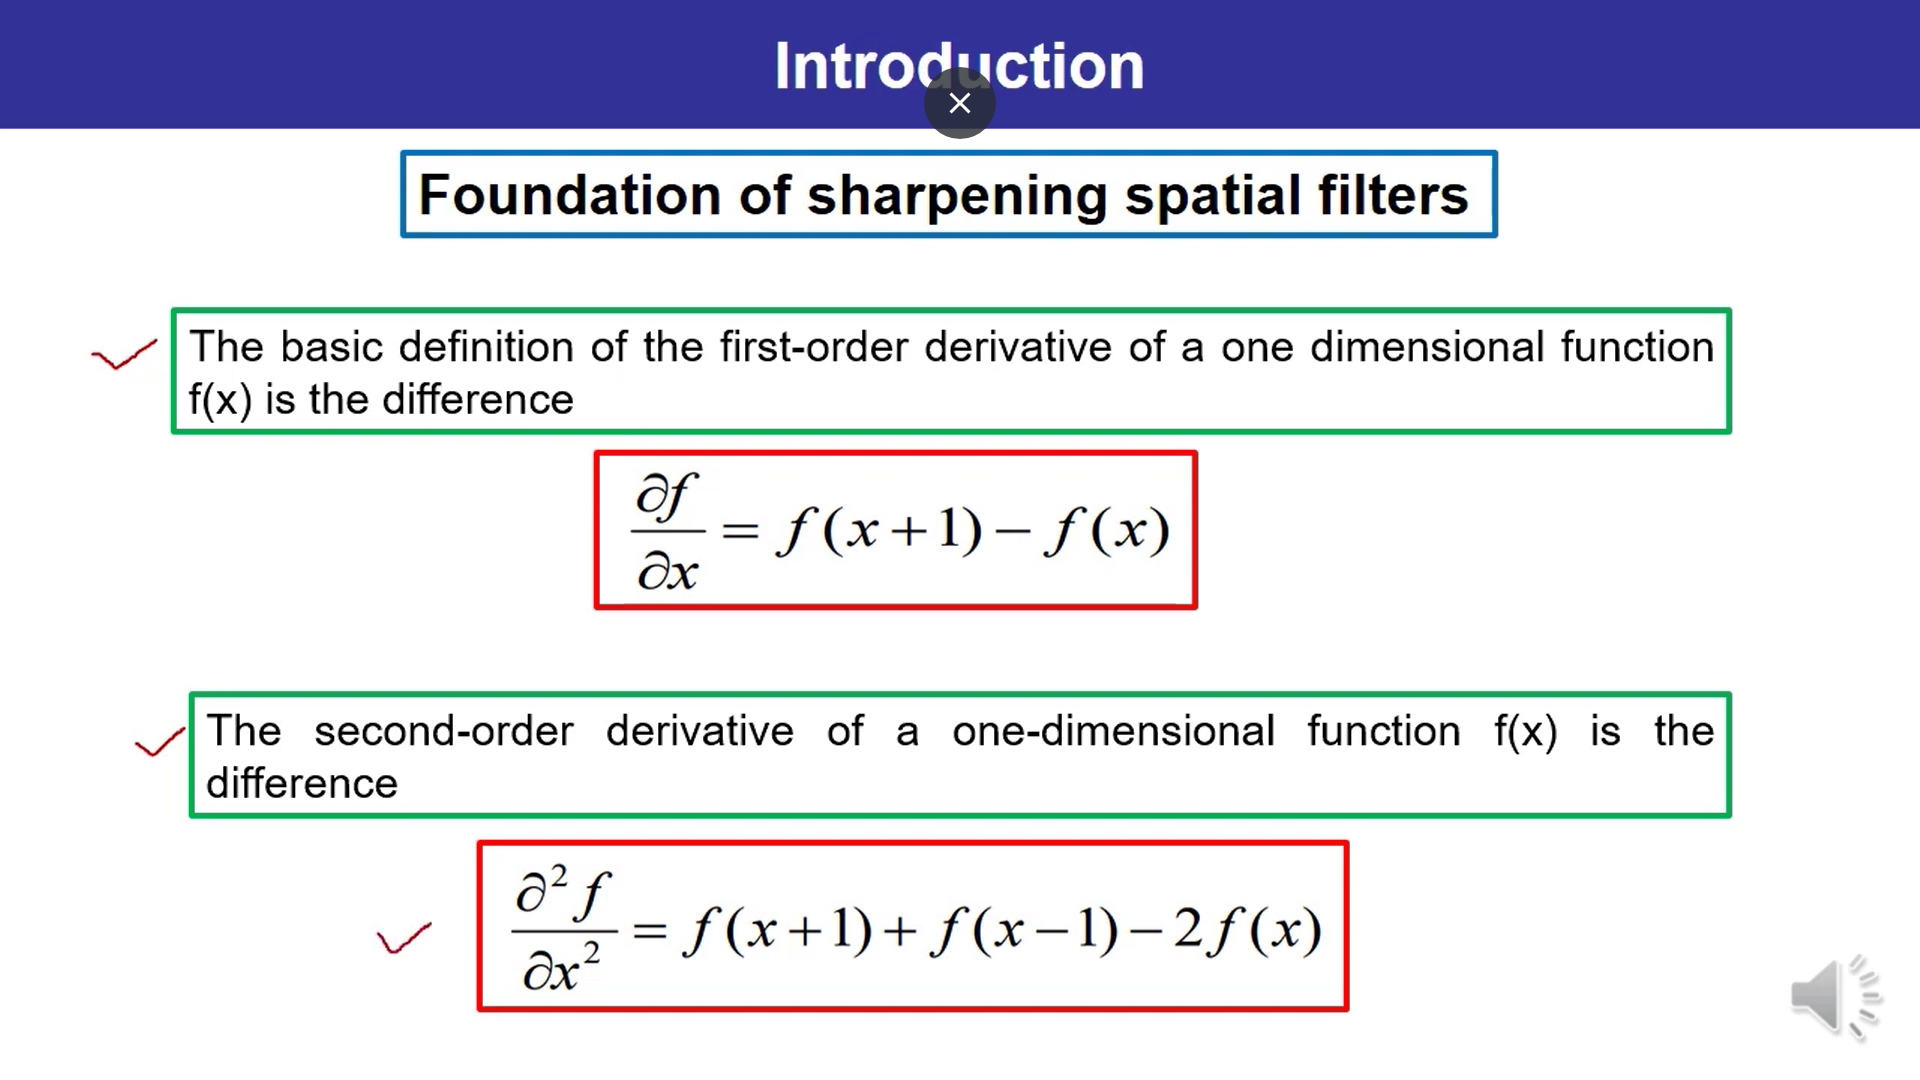 Introduction
Foundation of sharpening spatial filters
The basic definition of the first-order derivative of a one dimensional function
f(x) is the difference
∂f/∂x = f(x+1) − f(x)
The second-order derivative of a one-dimensional function f(x) is the
difference
∂²f/∂x² = f(x+1) + f(x−1) − 2f(x)